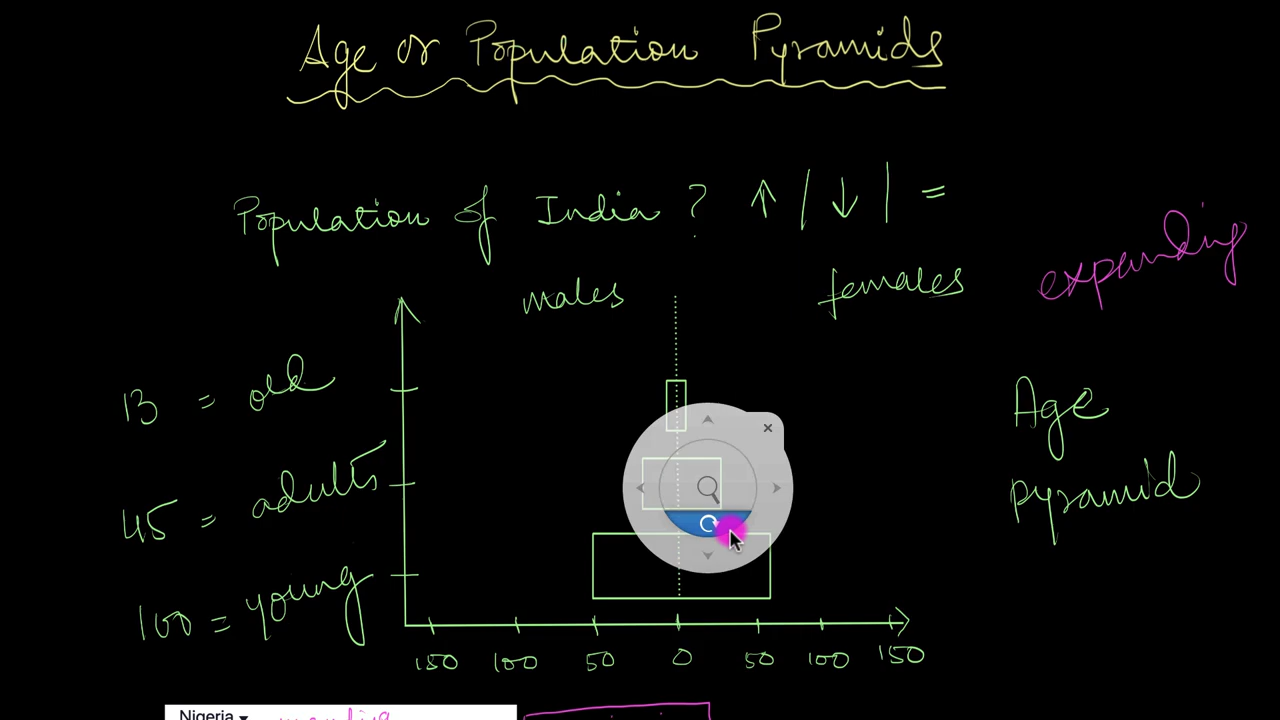 Age or Population Pyramids
Population of India ? ↑ | ↓ | =
males females expanding
13 = old
Age
45 = adults
pyramid
100 = young
150 100 50 0 50 100 150
Nigeria ▾